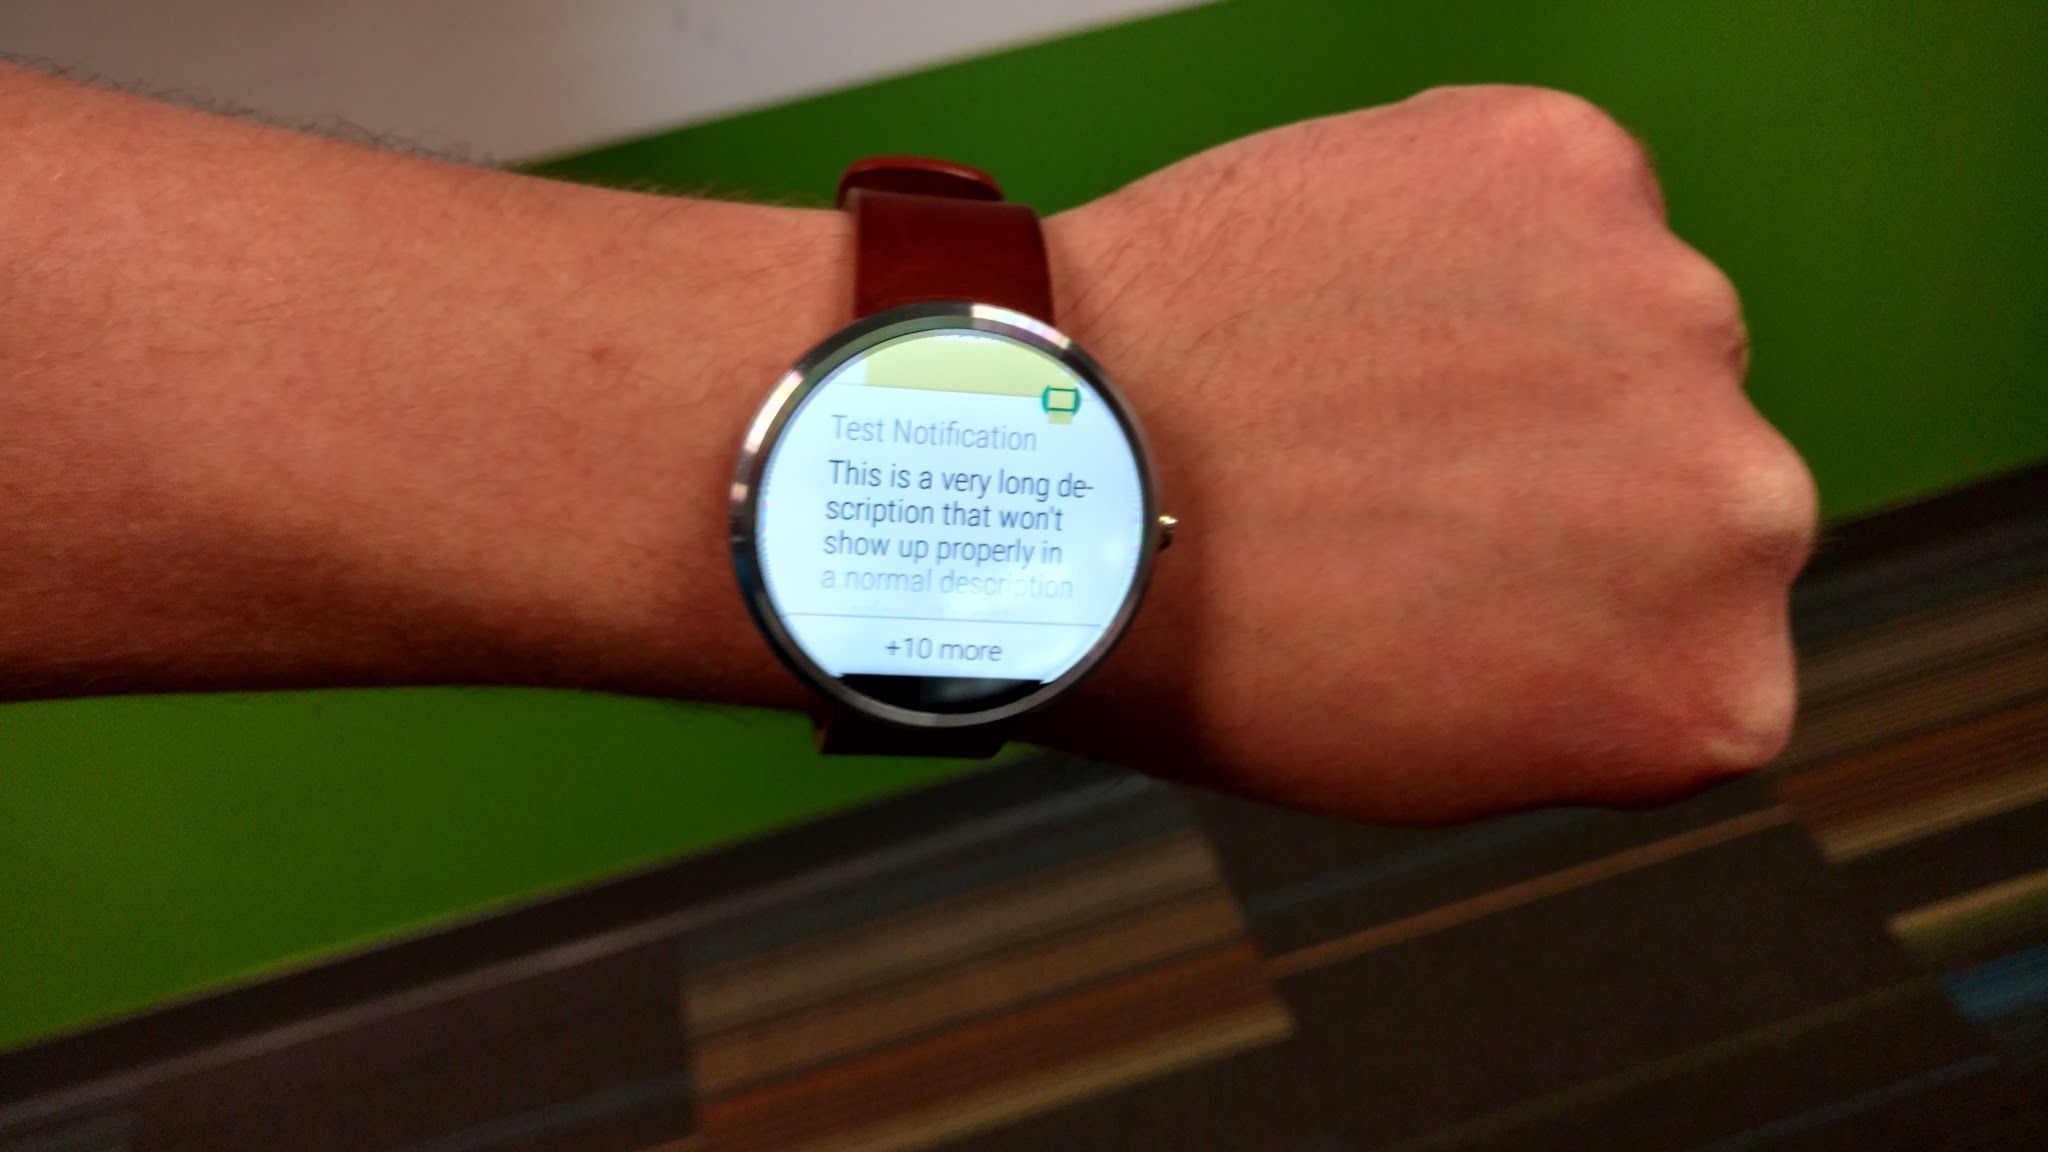 Test Notification
This is a very long de-
scription that won't
show up properly in
a normal description
+10 more